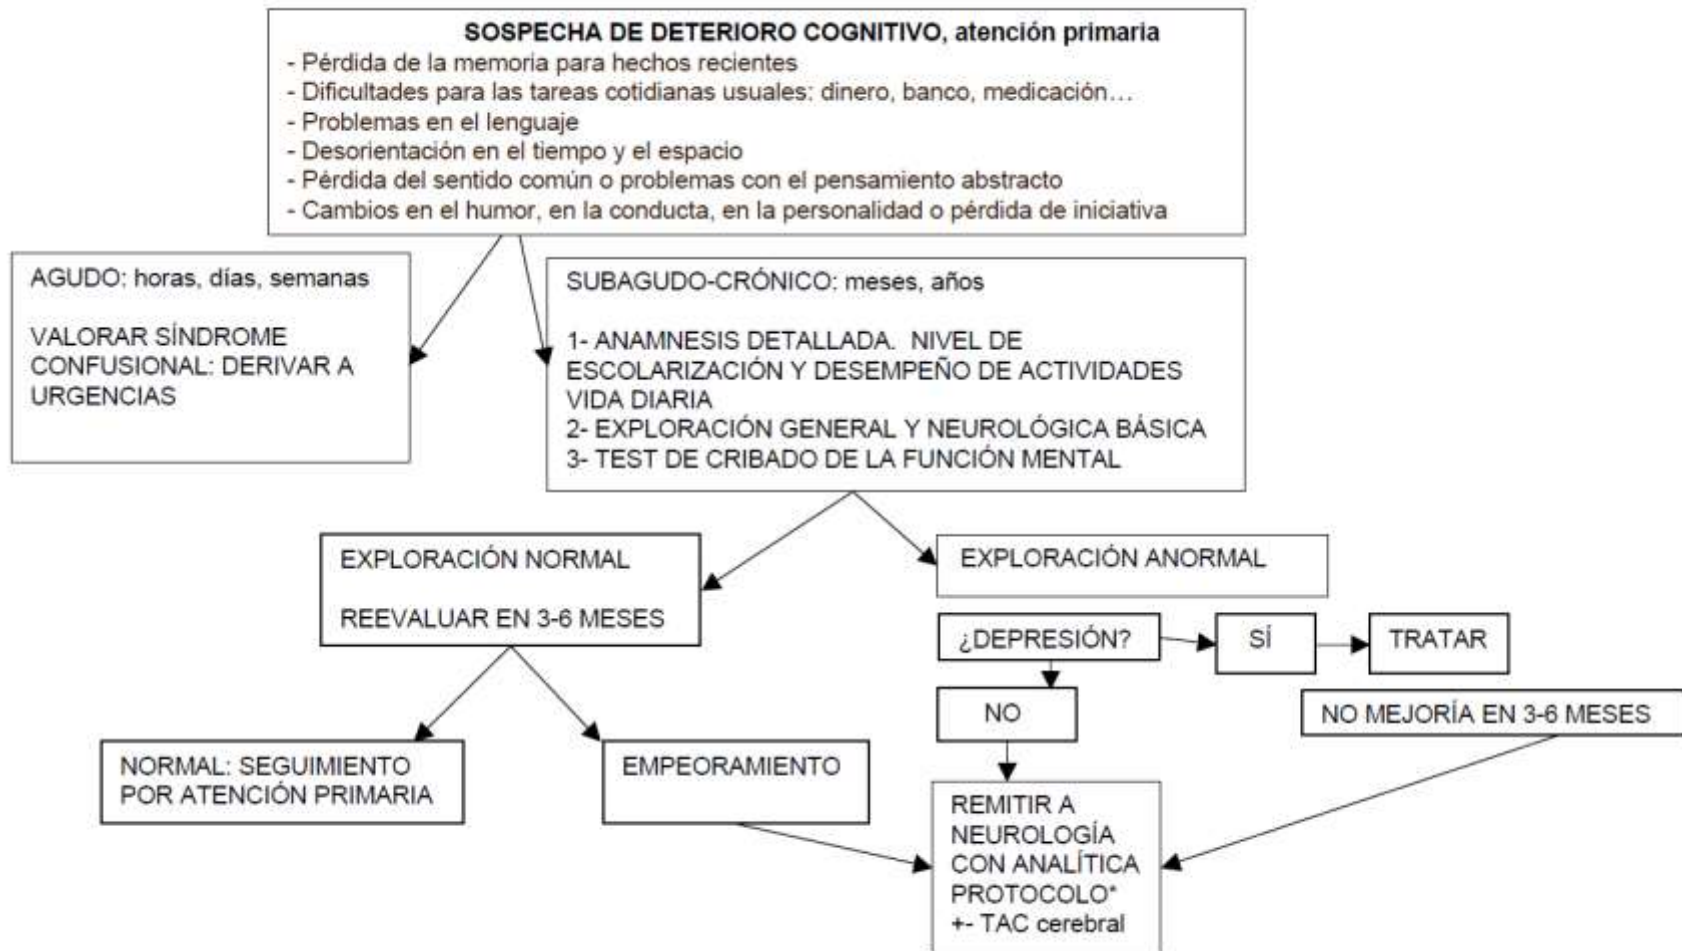 SOSPECHA DE DETERIORO COGNITIVO, atención primaria
- Pérdida de la memoria para hechos recientes
- Dificultades para las tareas cotidianas usuales: dinero, banco, medicación…
- Problemas en el lenguaje
- Desorientación en el tiempo y el espacio
- Pérdida del sentido común o problemas con el pensamiento abstracto
- Cambios en el humor, en la conducta, en la personalidad o pérdida de iniciativa
AGUDO: horas, días, semanas
VALORAR SÍNDROME
CONFUSIONAL: DERIVAR A
URGENCIAS
SUBAGUDO-CRÓNICO: meses, años
1- ANAMNESIS DETALLADA. NIVEL DE
ESCOLARIZACIÓN Y DESEMPEÑO DE ACTIVIDADES
VIDA DIARIA
2- EXPLORACIÓN GENERAL Y NEUROLÓGICA BÁSICA
3- TEST DE CRIBADO DE LA FUNCIÓN MENTAL
EXPLORACIÓN NORMAL
REEVALUAR EN 3-6 MESES
EXPLORACIÓN ANORMAL
¿DEPRESIÓN?
SÍ
TRATAR
NO
NO MEJORÍA EN 3-6 MESES
NORMAL: SEGUIMIENTO
POR ATENCIÓN PRIMARIA
EMPEORAMIENTO
REMITIR A
NEUROLOGÍA
CON ANALÍTICA
PROTOCOLO*
+- TAC cerebral